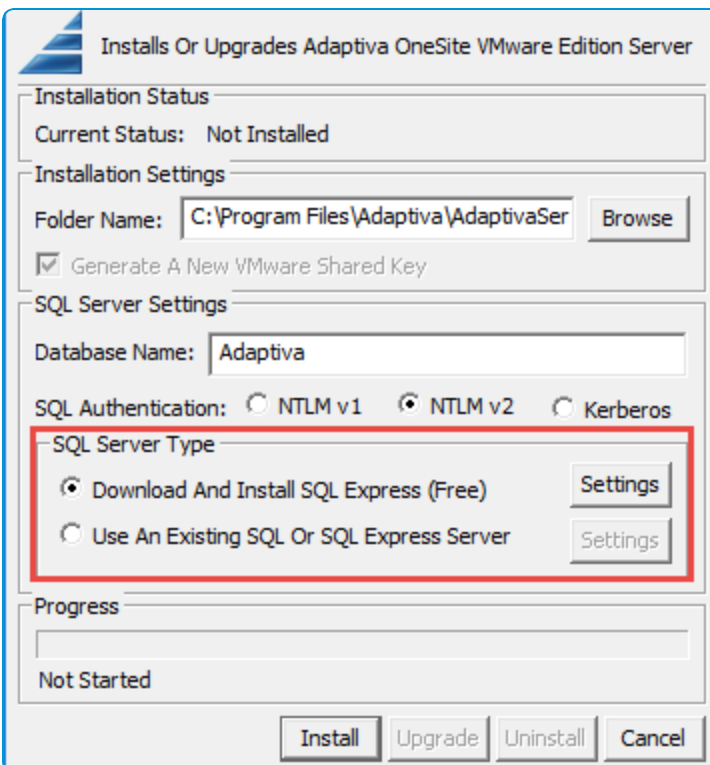 Installs Or Upgrades Adaptiva OneSite VMware Edition Server
Installation Status
Current Status: Not Installed
Installation Settings
Folder Name: C:\Program Files\Adaptiva\AdaptivaSer Browse
Generate A New VMware Shared Key
SQL Server Settings
Database Name: Adaptiva
SQL Authentication: NTLM v1 NTLM v2 Kerberos
SQL Server Type
Download And Install SQL Express (Free) Settings
Use An Existing SQL Or SQL Express Server Settings
Progress
Not Started
Install Upgrade Uninstall Cancel